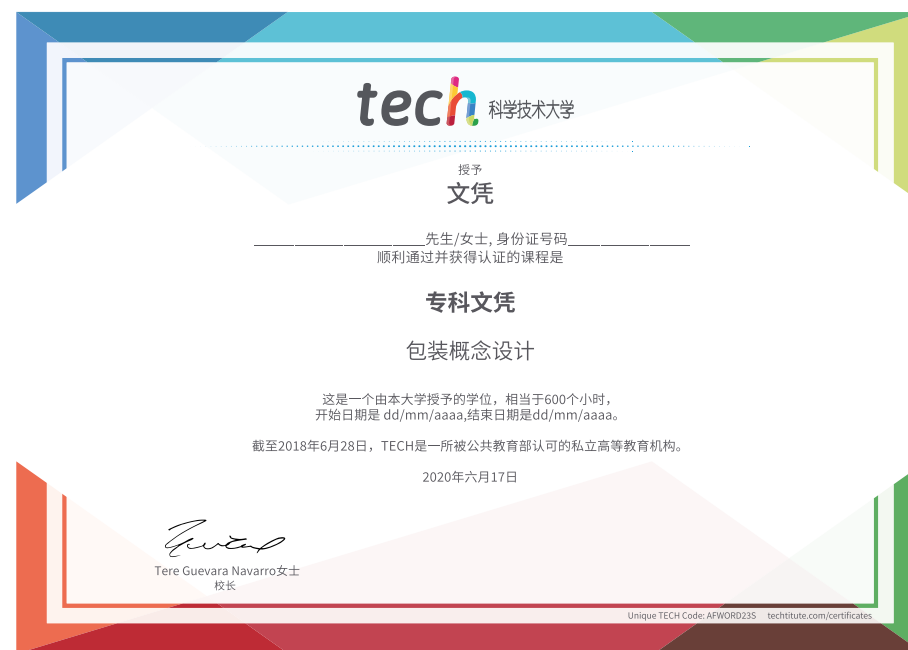 tech 科学技术大学
授予
文凭
______________________先生/女士, 身份证号码_______________
顺利通过并获得认证的课程是
专科文凭
包装概念设计
这是一个由本大学授予的学位，相当于600个小时，
开始日期是 dd/mm/aaaa,结束日期是dd/mm/aaaa。
截至2018年6月28日，TECH是一所被公共教育部认可的私立高等教育机构。
2020年六月17日
Tere Guevara Navarro女士
校长
Unique TECH Code: AFWORD23S techtitute.com/certificates